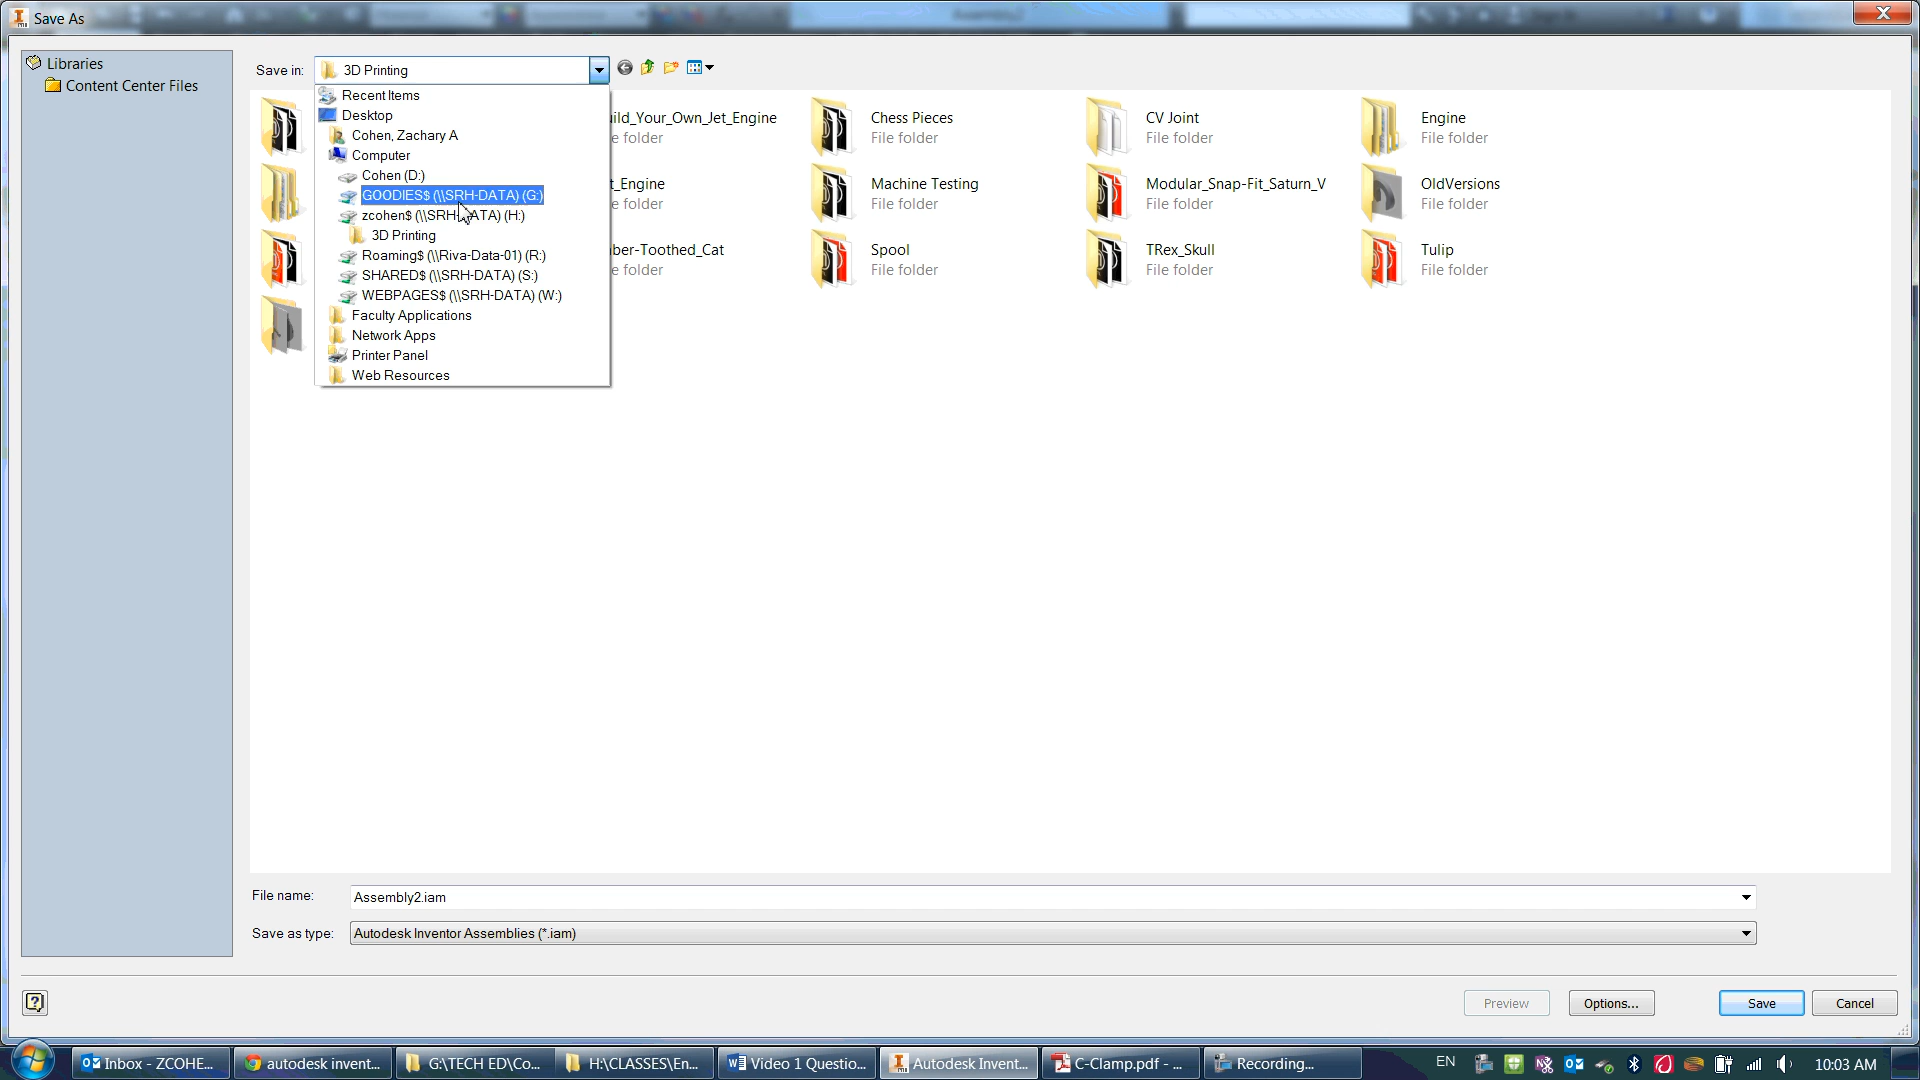 Save As
Libraries
Content Center Files
Save in: 3D Printing
Recent Items
Desktop
Cohen, Zachary A
Computer
Cohen (D:)
GOODIES$ (\\SRH-DATA) (G:)
zcohen$ (\\SRH-DATA) (H:)
3D Printing
Roaming$ (\\Riva-Data-01) (R:)
SHARED$ (\\SRH-DATA) (S:)
WEBPAGES$ (\\SRH-DATA) (W:)
Faculty Applications
Network Apps
Printer Panel
Web Resources
uild_Your_Own_Jet_Engine
e folder
Chess Pieces
File folder
CV Joint
File folder
Engine
File folder
t_Engine
e folder
Machine Testing
File folder
Modular_Snap-Fit_Saturn_V
File folder
OldVersions
File folder
ber-Toothed_Cat
e folder
Spool
File folder
TRex_Skull
File folder
Tulip
File folder
File name: Assembly2.iam
Save as type: Autodesk Inventor Assemblies (*.iam)
Preview Options... Save Cancel
Inbox - ZCOHE... autodesk invent... G:\TECH ED\Co... H:\CLASSES\En... Video 1 Questio... Autodesk Invent... C-Clamp.pdf - ... Recording... EN 10:03 AM